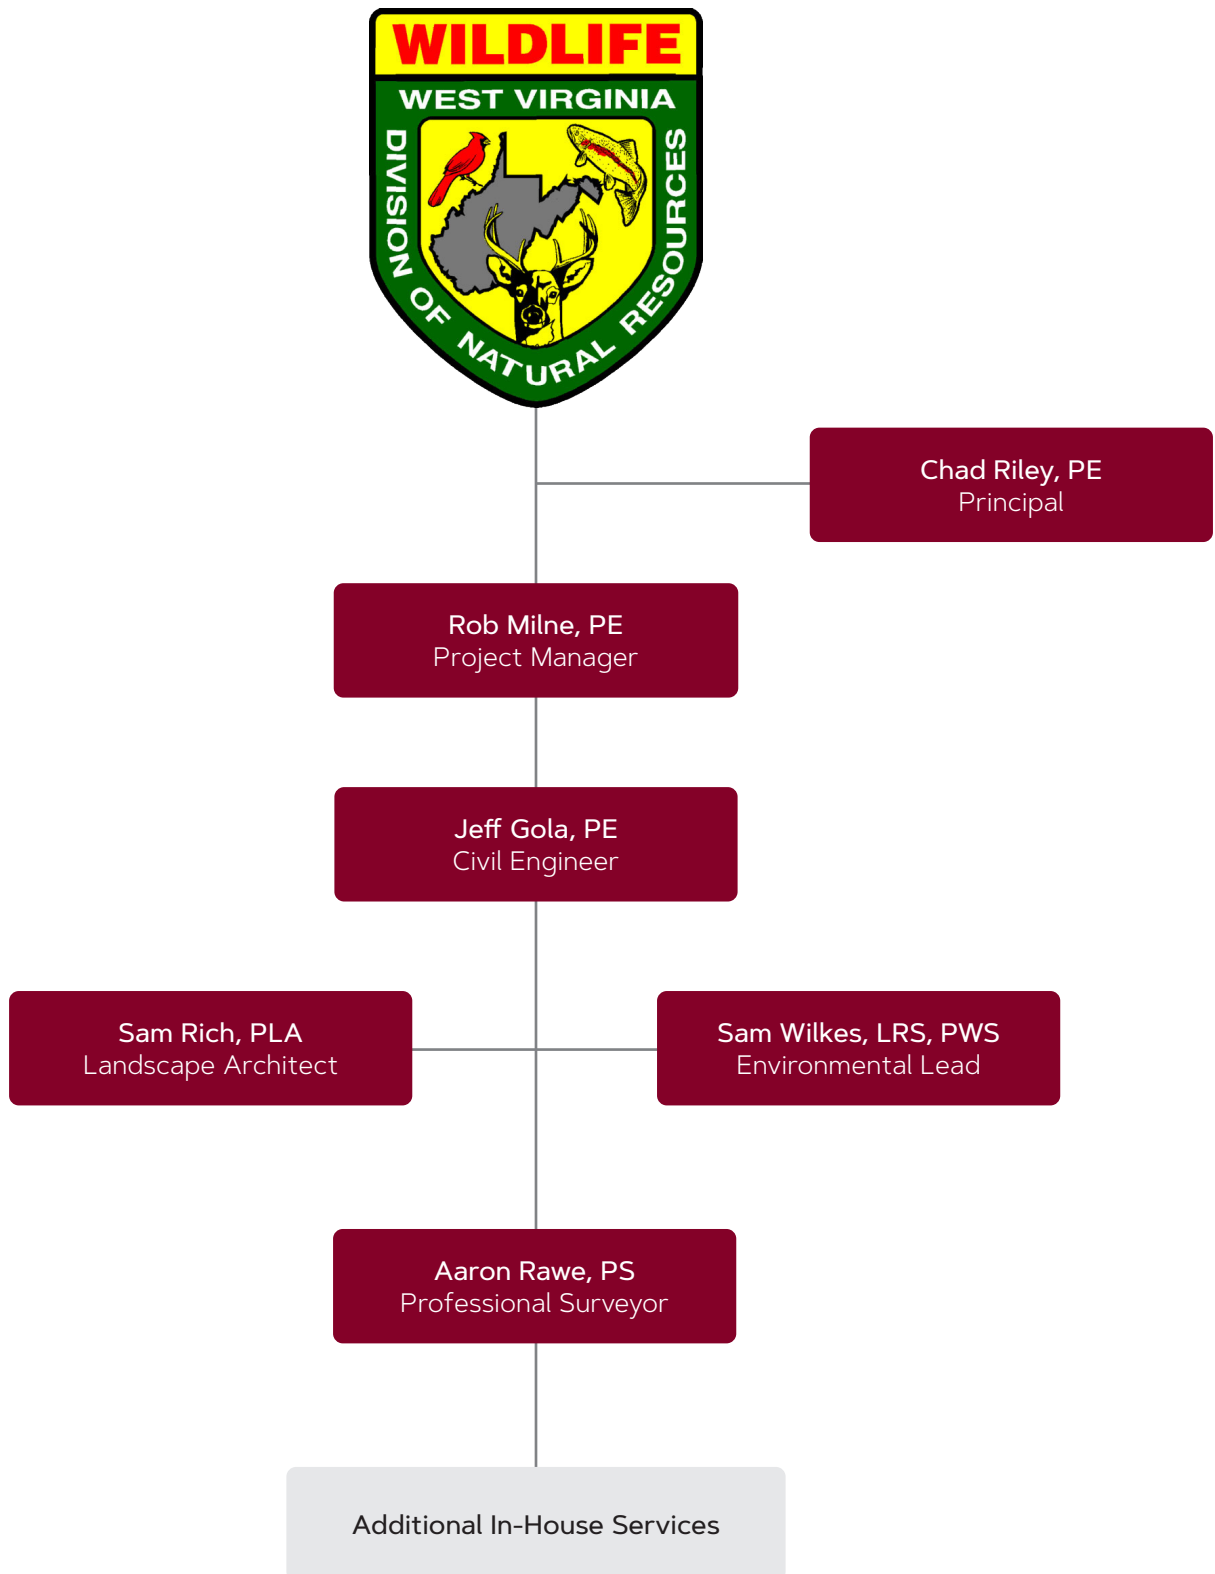 WILDLIFE
WEST VIRGINIA
DIVISION OF NATURAL RESOURCES
Chad Riley, PE
Principal
Rob Milne, PE
Project Manager
Jeff Gola, PE
Civil Engineer
Sam Rich, PLA
Landscape Architect
Sam Wilkes, LRS, PWS
Environmental Lead
Aaron Rawe, PS
Professional Surveyor
Additional In-House Services